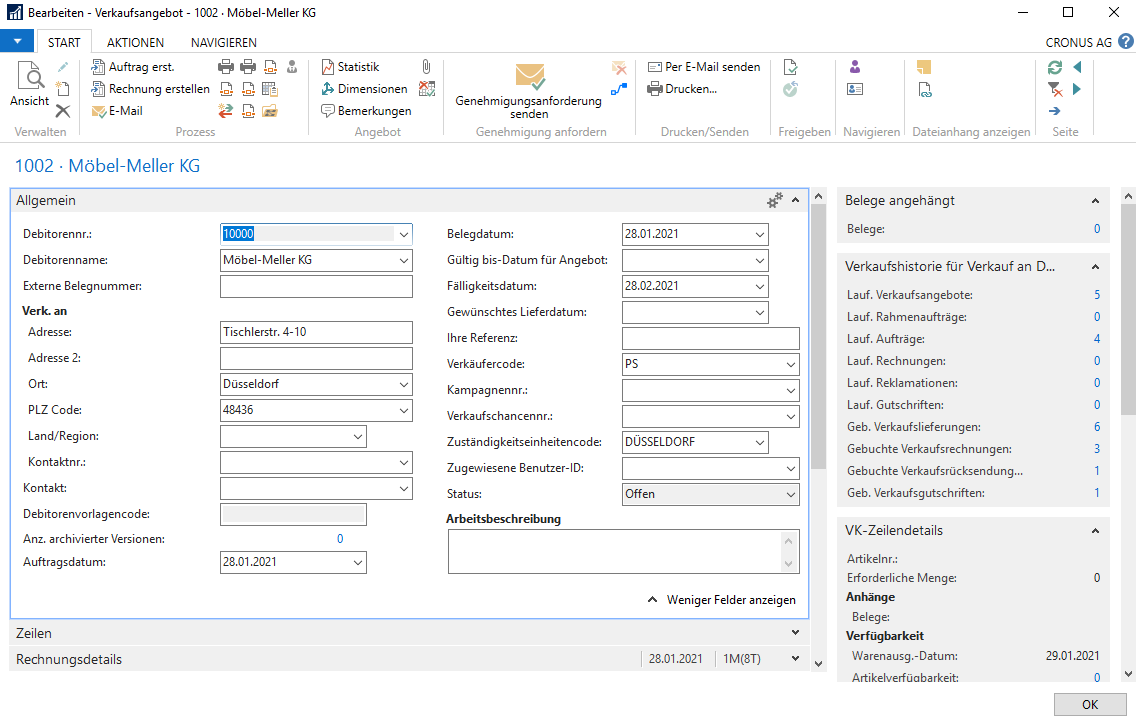 Bearbeiten - Verkaufsangebot - 1002 · Möbel-Meller KG
START AKTIONEN NAVIGIEREN CRONUS AG ?
Ansicht
Auftrag erst.
Rechnung erstellen
E-Mail
Statistik
Dimensionen
Bemerkungen
Genehmigungsanforderung
senden
Per E-Mail senden
Drucken...
Verwalten Prozess Angebot Genehmigung anfordern Drucken/Senden Freigeben Navigieren Dateianhang anzeigen Seite
1002 · Möbel-Meller KG
Allgemein
Debitorennr.: 10000
Debitorenname: Möbel-Meller KG
Externe Belegnummer:
Verk. an
Adresse: Tischlerstr. 4-10
Adresse 2:
Ort: Düsseldorf
PLZ Code: 48436
Land/Region:
Kontaktnr.:
Kontakt:
Debitorenvorlagencode:
Anz. archivierter Versionen: 0
Auftragsdatum: 28.01.2021
Belegdatum: 28.01.2021
Gültig bis-Datum für Angebot:
Fälligkeitsdatum: 28.02.2021
Gewünschtes Lieferdatum:
Ihre Referenz:
Verkäufercode: PS
Kampagnennr.:
Verkaufschancennr.:
Zuständigkeitseinheitencode: DÜSSELDORF
Zugewiesene Benutzer-ID:
Status: Offen
Arbeitsbeschreibung
Weniger Felder anzeigen
Zeilen
Rechnungsdetails 28.01.2021 1M(8T)
Belege angehängt
Belege: 0
Verkaufshistorie für Verkauf an D...
Lauf. Verkaufsangebote: 5
Lauf. Rahmenaufträge: 0
Lauf. Aufträge: 4
Lauf. Rechnungen: 0
Lauf. Reklamationen: 0
Lauf. Gutschriften: 0
Geb. Verkaufslieferungen: 6
Gebuchte Verkaufsrechnungen: 3
Gebuchte Verkaufsrücksendung... 1
Geb. Verkaufsgutschriften: 1
VK-Zeilendetails
Artikelnr.:
Erforderliche Menge: 0
Anhänge
Belege:
Verfügbarkeit
Warenausg.-Datum: 29.01.2021
Artikelverfügbarkeit: 0
OK